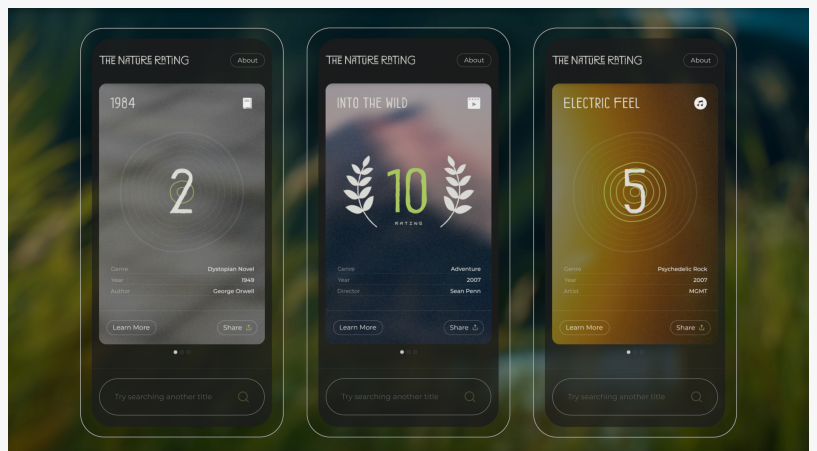 THE NATURE RATING
About
1984
2
Genre Dystopian Novel
Year 1949
Author George Orwell
Learn More
Share
Try searching another title
THE NATURE RATING
About
INTO THE WILD
10
RATING
Genre Adventure
Year 2007
Director Sean Penn
Learn More
Share
Try searching another title
THE NATURE RATING
About
ELECTRIC FEEL
5
Genre Psychedelic Rock
Year 2007
Artist MGMT
Learn More
Share
Try searching another title